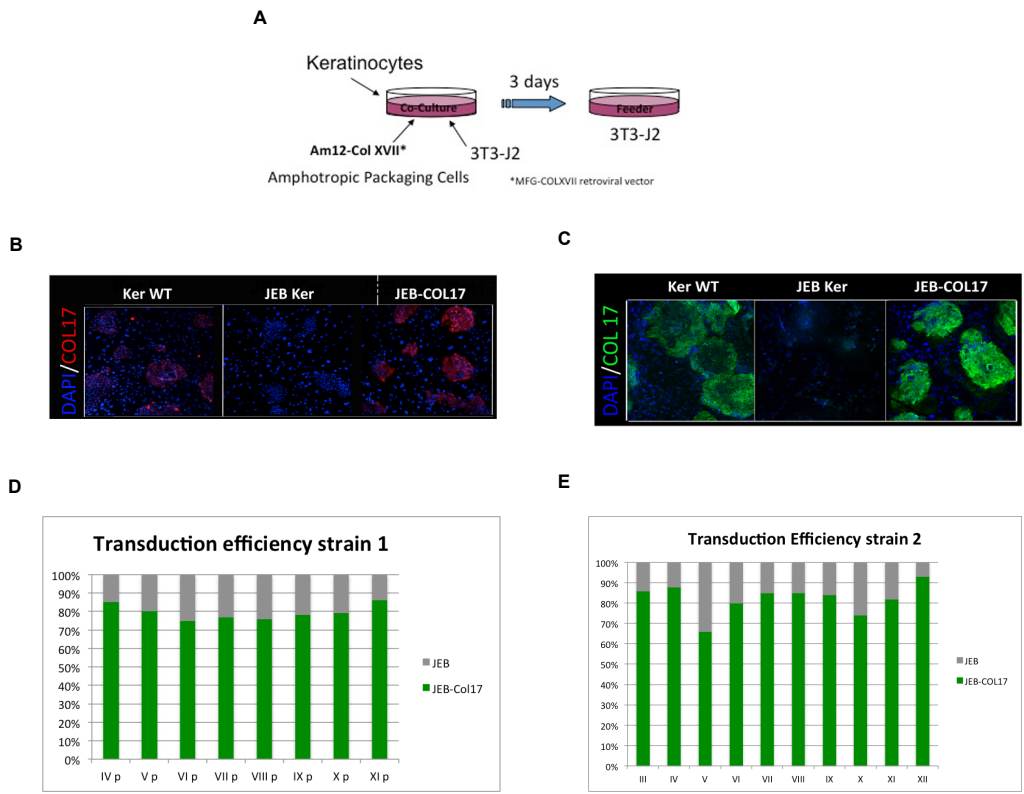 A
Keratinocytes
3 days
Co-Culture
Feeder
3T3-J2
Am12-Col XVII*
3T3-J2
Amphotropic Packaging Cells
*MFG-COLXVII retroviral vector
B
C
Ker WT
JEB Ker
JEB-COL17
DAPI/COL17
Ker WT
JEB Ker
JEB-COL17
DAPI/COL 17
D
E
Transduction efficiency strain 1
100%
90%
80%
70%
60%
50%
40%
30%
20%
10%
0%
IV p
V p
VI p
VII p
VIII p
IX p
X p
XI p
JEB
JEB-Col17
Transduction Efficiency strain 2
100%
90%
80%
70%
60%
50%
40%
30%
20%
10%
0%
III
IV
V
VI
VII
VIII
IX
X
XI
XII
JEB
JEB-COL17